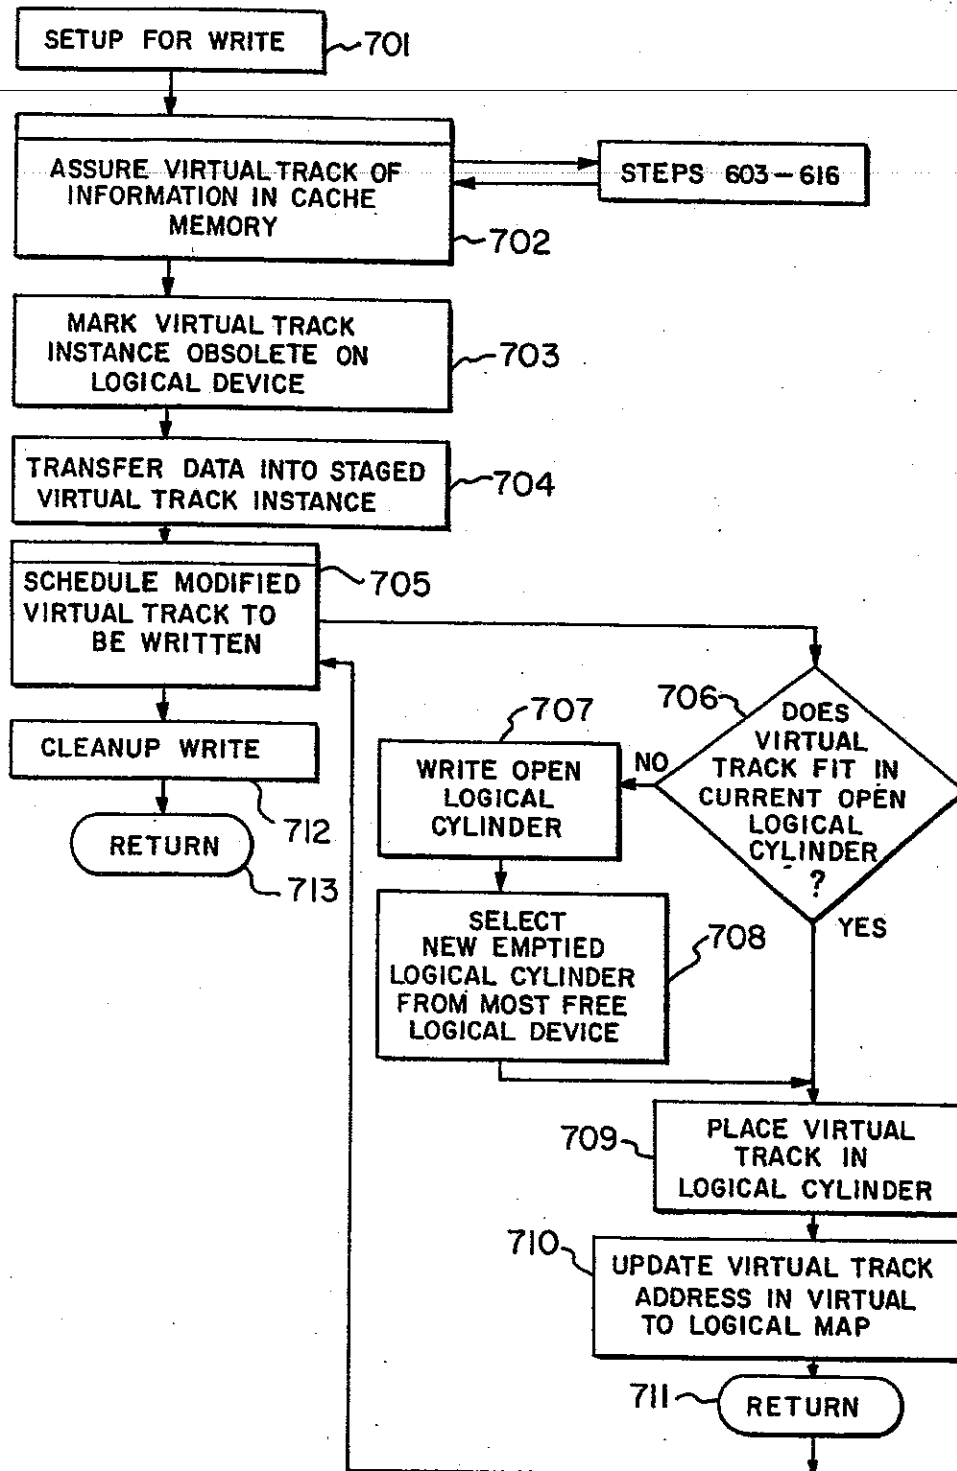 SETUP FOR WRITE
701
ASSURE VIRTUAL TRACK OF
INFORMATION IN CACHE
MEMORY
702
STEPS 603-616
MARK VIRTUAL TRACK
INSTANCE OBSOLETE ON
LOGICAL DEVICE
703
TRANSFER DATA INTO STAGED
VIRTUAL TRACK INSTANCE
704
SCHEDULE MODIFIED
VIRTUAL TRACK TO
BE WRITTEN
705
CLEANUP WRITE
712
RETURN
713
706
DOES
VIRTUAL
TRACK FIT IN
CURRENT OPEN
LOGICAL
CYLINDER
?
NO
YES
707
WRITE OPEN
LOGICAL
CYLINDER
SELECT
NEW EMPTIED
LOGICAL CYLINDER
FROM MOST FREE
LOGICAL DEVICE
708
709
PLACE VIRTUAL
TRACK IN
LOGICAL CYLINDER
710
UPDATE VIRTUAL TRACK
ADDRESS IN VIRTUAL
TO LOGICAL MAP
711
RETURN